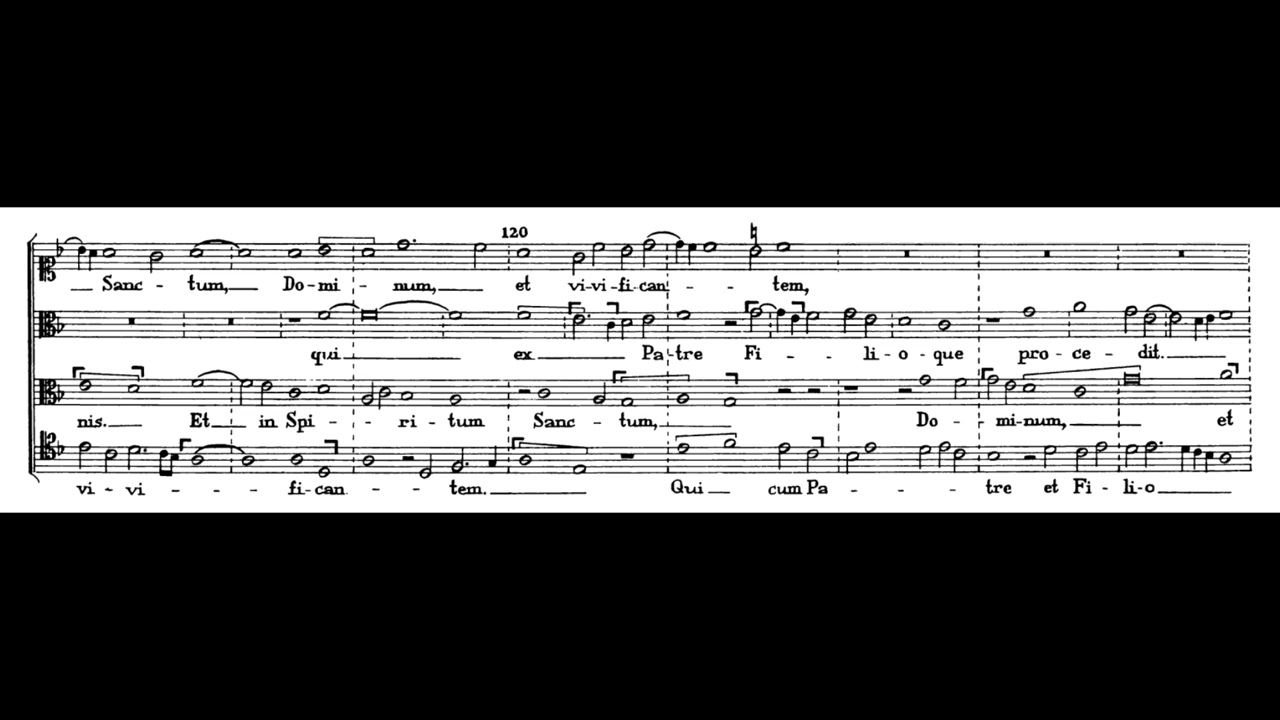 120
Sanc - tum, Do - mi - num, et vi - vi - fi - can - - - tem,
qui ex Pa - tre Fi - - li - o - que pro - ce - dit.
nis. Et in Spi - - ri - tum Sanc - tum, Do - - mi - num, et
vi - vi - - - fi - can - - tem. Qui cum Pa - - - tre et Fi - li - o